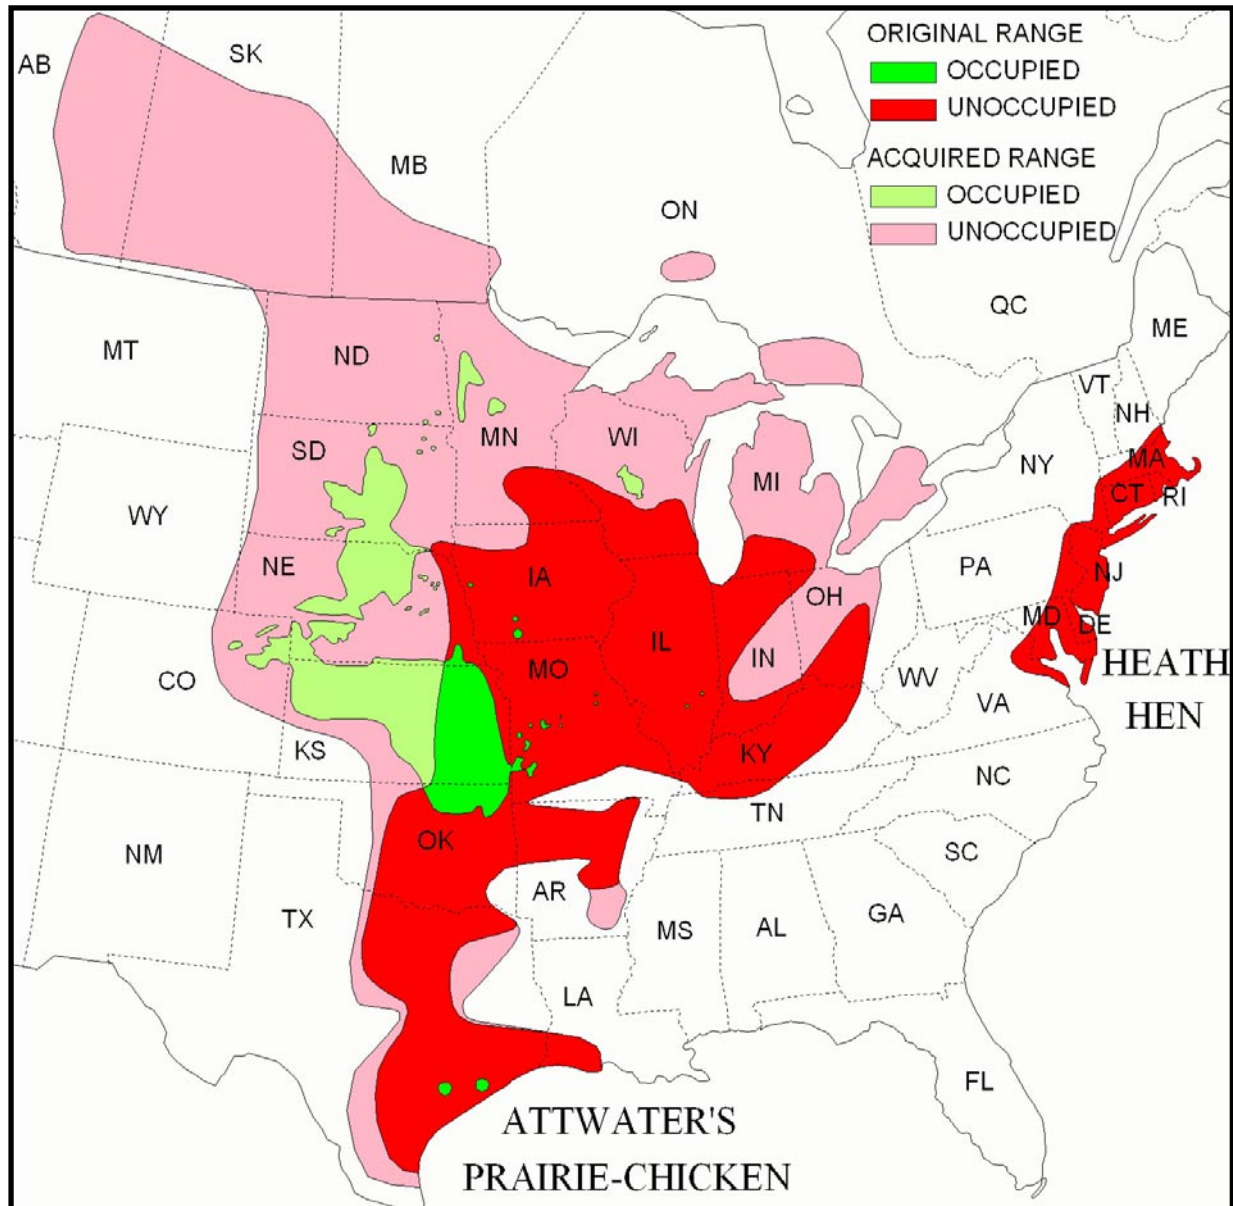 ORIGINAL RANGE
OCCUPIED
UNOCCUPIED
ACQUIRED RANGE
OCCUPIED
UNOCCUPIED
AB
SK
MB
ON
QC
ME
MT
ND
VT
NH
SD
MN
WI
MI
NY
MA
CT
RI
WY
NE
IA
PA
NJ
OH
MD
DE
IL
IN
CO
MO
WV
VA
HEATH
HEN
KS
KY
NC
TN
OK
NM
SC
AR
GA
TX
MS
AL
LA
FL
ATTWATER'S
PRAIRIE-CHICKEN